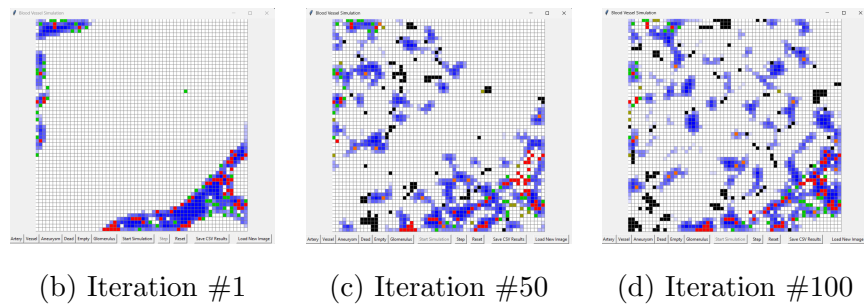 Blood Vessel Simulation
Blood Vessel Simulation
Blood Vessel Simulation
Artery Vessel Aneurysm Dead Empty Glomerulus Start Simulation Step Reset Save CSV Results Load New Image
Artery Vessel Aneurysm Dead Empty Glomerulus Start Simulation Step Reset Save CSV Results Load New Image
Artery Vessel Aneurysm Dead Empty Glomerulus Start Simulation Step Reset Save CSV Results Load New Image
(b) Iteration #1
(c) Iteration #50
(d) Iteration #100